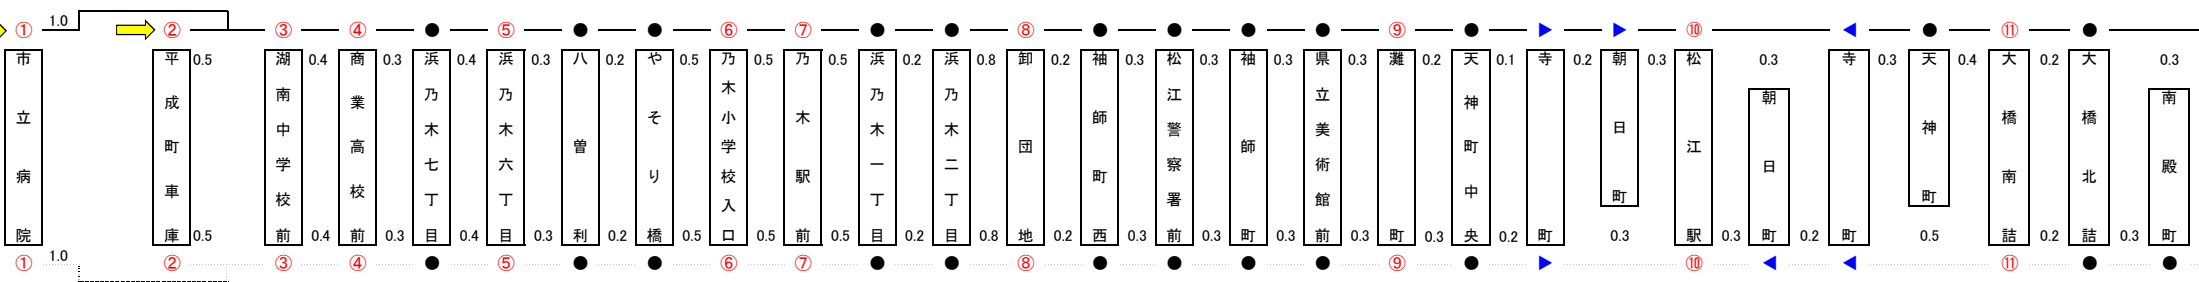 ① 1.0 ② ③ ④ ● ⑤ ● ● ⑥ ⑦ ● ● ⑧ ● ● ● ● ⑨ ● ▶ ▶ ⑩ ◀ ● ⑪ ●
0.5 0.4 0.3 0.4 0.3 0.2 0.5 0.5 0.5 0.2 0.8 0.2 0.3 0.3 0.3 0.3 0.2 0.1 0.2 0.3 0.3 0.3 0.4 0.2 0.3
市立病院
平成町車庫
湖南中学校前
商業高校前
浜乃木七丁目
浜乃木六丁目
八曽利
やそり橋
乃木小学校入口
乃木駅前
浜乃木一丁目
浜乃木二丁目
卸団地
袖師町西
松江警察署前
袖師町
県立美術館前
灘町
天神町中央
寺町
朝日町
松江駅
朝日町
寺町
天神町
大橋南詰
大橋北詰
南殿町
0.5 0.4 0.3 0.4 0.3 0.2 0.5 0.5 0.5 0.2 0.8 0.2 0.3 0.3 0.3 0.3 0.3 0.2 0.3 0.3 0.2 0.5 0.2 0.3
① 1.0 ② ③ ④ ● ⑤ ● ● ⑥ ⑦ ● ● ⑧ ● ● ● ● ⑨ ● ▶ ⑩ ◀ ◀ ⑪ ● ●